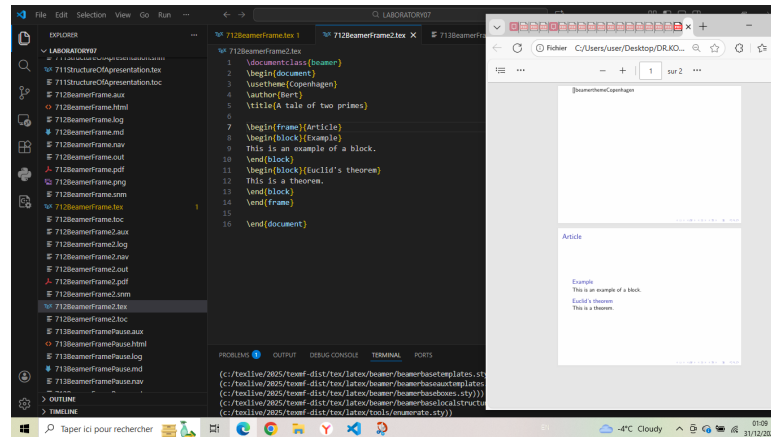 File Edit Selection View Go Run ···
LABORATORY07
EXPLORER
712BeamerFrame.tex 1
712BeamerFrame2.tex
LABORATORY07
711StructureOfApresentation.tex
711StructureOfApresentation.toc
712BeamerFrame.aux
712BeamerFrame.html
712BeamerFrame.log
712BeamerFrame.md
712BeamerFrame.nav
712BeamerFrame.out
712BeamerFrame.pdf
712BeamerFrame.png
712BeamerFrame.snm
712BeamerFrame.tex 1
712BeamerFrame.toc
712BeamerFrame2.aux
712BeamerFrame2.log
712BeamerFrame2.nav
712BeamerFrame2.out
712BeamerFrame2.pdf
712BeamerFrame2.snm
712BeamerFrame2.tex
712BeamerFrame2.toc
713BeamerFramePause.aux
713BeamerFramePause.html
713BeamerFramePause.log
713BeamerFramePause.md
713BeamerFramePause.nav
OUTLINE
TIMELINE
712BeamerFrame2.tex
1 \documentclass{beamer}
2 \begin{document}
3 \usetheme{Copenhagen}
4 \author{Bert}
5 \title{A tale of two primes}
6
7 \begin{frame}{Article}
8 \begin{block}{Example}
9 This is an example of a block.
10 \end{block}
11 \begin{block}{Euclid's theorem}
12 This is a theorem.
13 \end{block}
14 \end{frame}
15
16 \end{document}
PROBLEMS 1 OUTPUT DEBUG CONSOLE TERMINAL PORTS
(c:/texlive/2025/texmf-dist/tex/latex/beamer/beamerbasetemplates.sty
(c:/texlive/2025/texmf-dist/tex/latex/beamer/beamerbaseauxtemplates.
(c:/texlive/2025/texmf-dist/tex/latex/beamer/beamerbaseboxes.sty)))
(c:/texlive/2025/texmf-dist/tex/latex/beamer/beamerbaselocalstructu
(c:/texlive/2025/texmf-dist/tex/latex/tools/enumerate.sty))
Fichier C:/Users/user/Desktop/DR.KO...
1 sur 2
[]beamerthemeCopenhagen
Article
Example
This is an example of a block.
Euclid's theorem
This is a theorem.
Taper ici pour rechercher
-4°C Cloudy
01:09